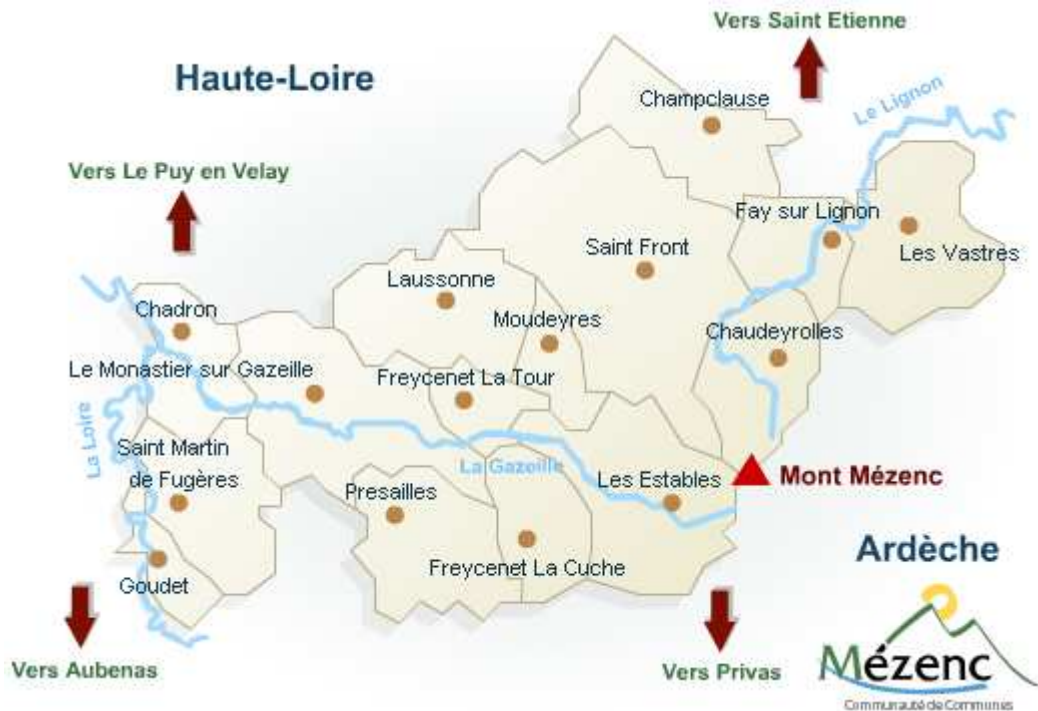 Vers Saint Etienne
Haute-Loire
Champclause
Le Lignon
Vers Le Puy en Velay
Fay sur Lignon
Saint Front
Les Vastres
Laussonne
Chadron
Moudeyres
Chaudeyrolles
Le Monastier sur Gazeille
Freycenet La Tour
La Loire
Saint Martin
de Fugères
La Gazeille
Presailles
Les Estables
Mont Mézenc
Ardèche
Freycenet La Cuche
Goudet
Vers Aubenas
Vers Privas
Mézenc
Communauté de Communes